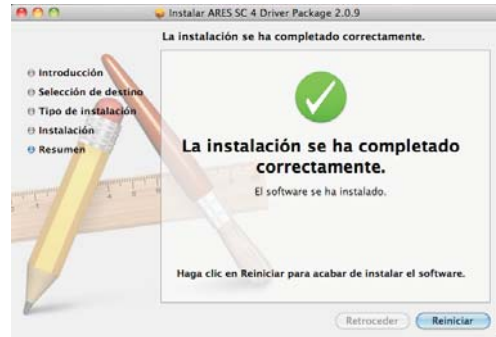 Instalar ARES SC 4 Driver Package 2.0.9
La instalación se ha completado correctamente.
Introducción
Selección de destino
Tipo de instalación
Instalación
Resumen
La instalación se ha completado
correctamente.
El software se ha instalado.
Haga clic en Reiniciar para acabar de instalar el software.
Retroceder
Reiniciar